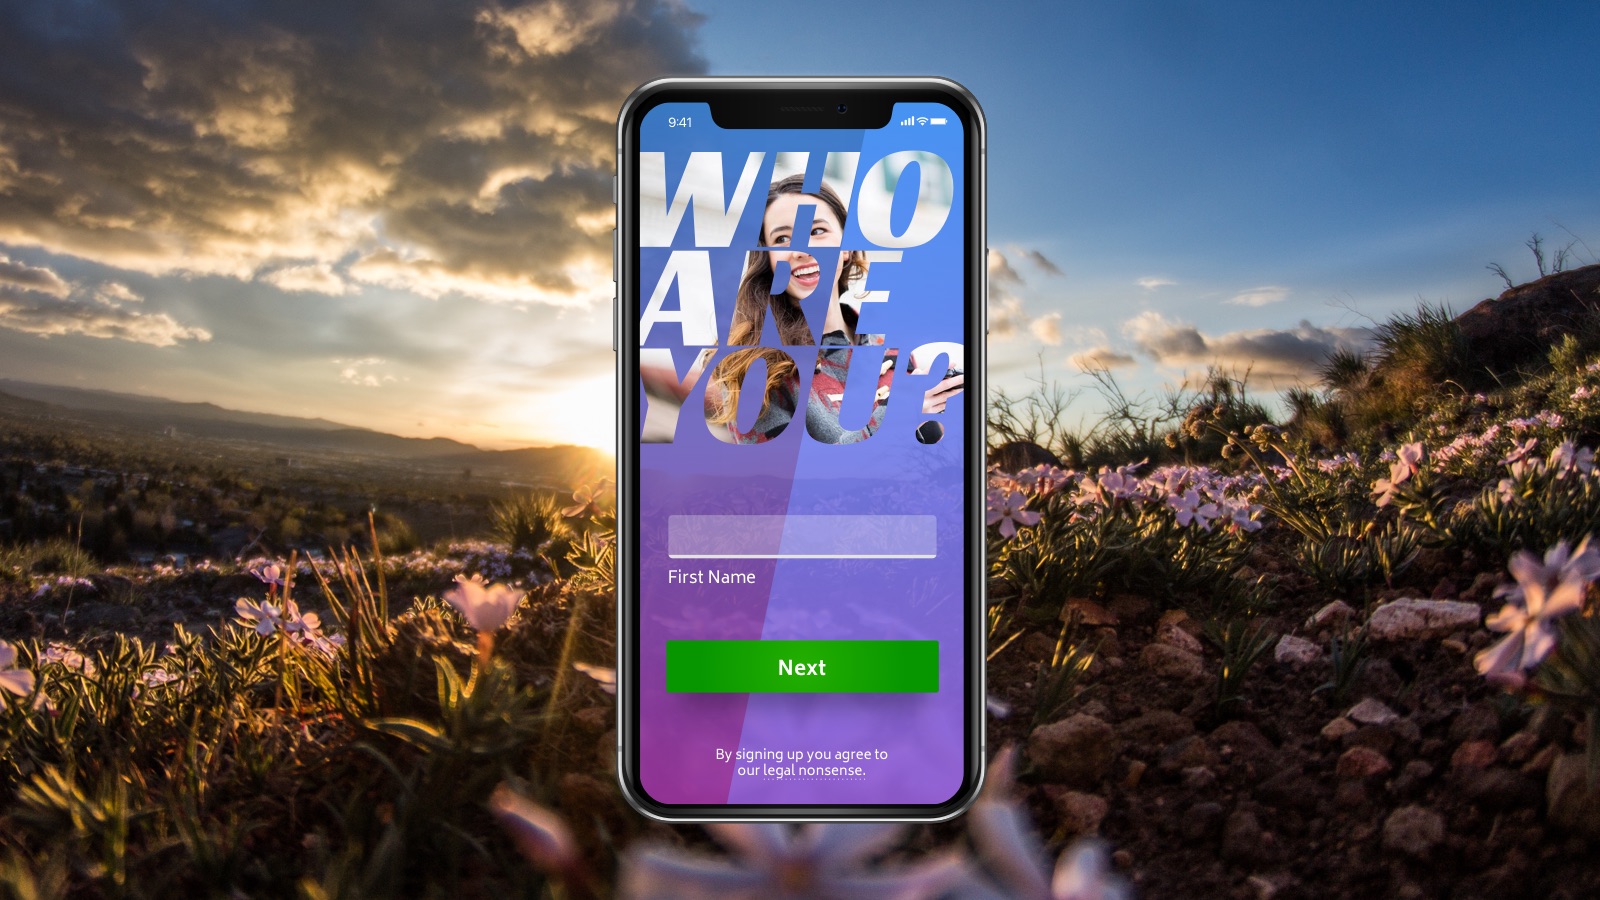 9:41
WHO
ARE
YOU?
First Name
Next
By signing up you agree to
our legal nonsense.